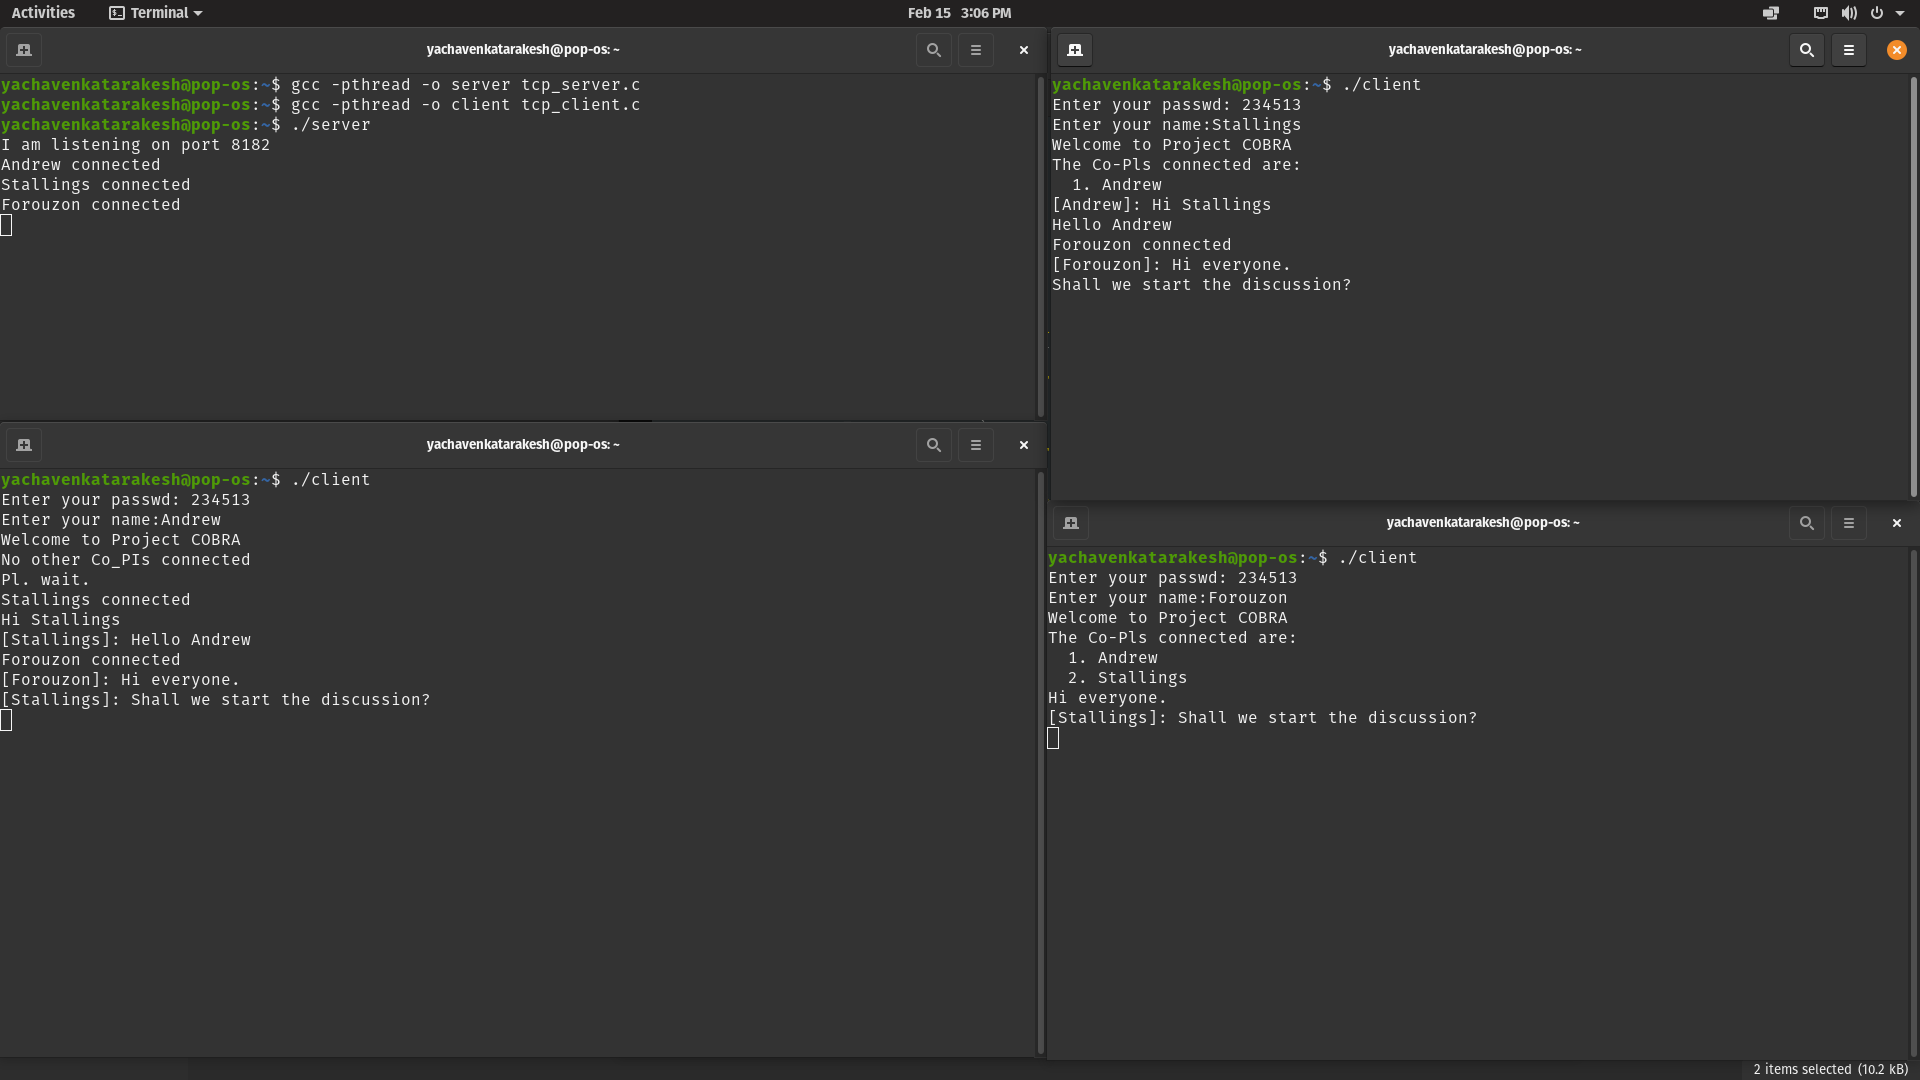 Activities
Terminal
Feb 15 3:06 PM
yachavenkatarakesh@pop-os: ~
yachavenkatarakesh@pop-os:~$ gcc -pthread -o server tcp_server.c
yachavenkatarakesh@pop-os:~$ gcc -pthread -o client tcp_client.c
yachavenkatarakesh@pop-os:~$ ./server
I am listening on port 8182
Andrew connected
Stallings connected
Forouzon connected
yachavenkatarakesh@pop-os: ~
yachavenkatarakesh@pop-os:~$ ./client
Enter your passwd: 234513
Enter your name:Stallings
Welcome to Project COBRA
The Co-Pls connected are:
  1. Andrew
[Andrew]: Hi Stallings
Hello Andrew
Forouzon connected
[Forouzon]: Hi everyone.
Shall we start the discussion?
yachavenkatarakesh@pop-os: ~
yachavenkatarakesh@pop-os:~$ ./client
Enter your passwd: 234513
Enter your name:Andrew
Welcome to Project COBRA
No other Co_PIs connected
Pl. wait.
Stallings connected
Hi Stallings
[Stallings]: Hello Andrew
Forouzon connected
[Forouzon]: Hi everyone.
[Stallings]: Shall we start the discussion?
yachavenkatarakesh@pop-os: ~
yachavenkatarakesh@pop-os:~$ ./client
Enter your passwd: 234513
Enter your name:Forouzon
Welcome to Project COBRA
The Co-Pls connected are:
  1. Andrew
  2. Stallings
Hi everyone.
[Stallings]: Shall we start the discussion?
2 items selected (10.2 kB)